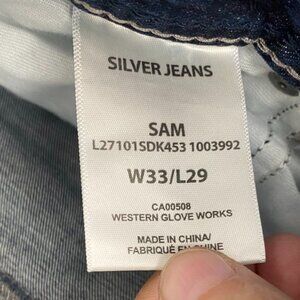 SILVER JEANS
SAM
L27101SDK453 1003992
W33/L29
CA00508
WESTERN GLOVE WORKS
MADE IN CHINA/
FABRIQUÉ EN CHINE